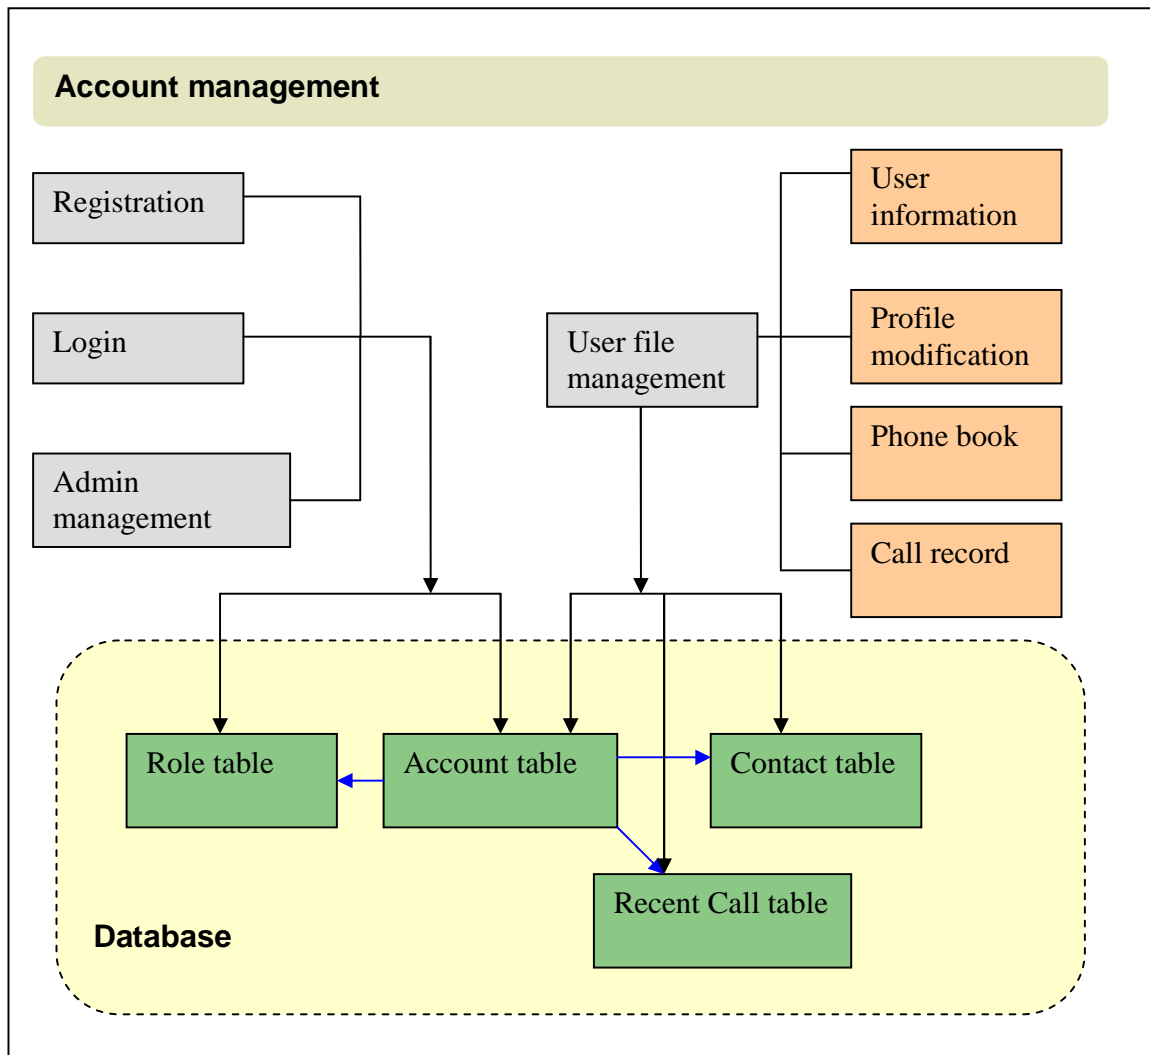 Account management
Registration
Login
Admin
management
User file
management
User
information
Profile
modification
Phone book
Call record
Role table
Account table
Contact table
Recent Call table
Database